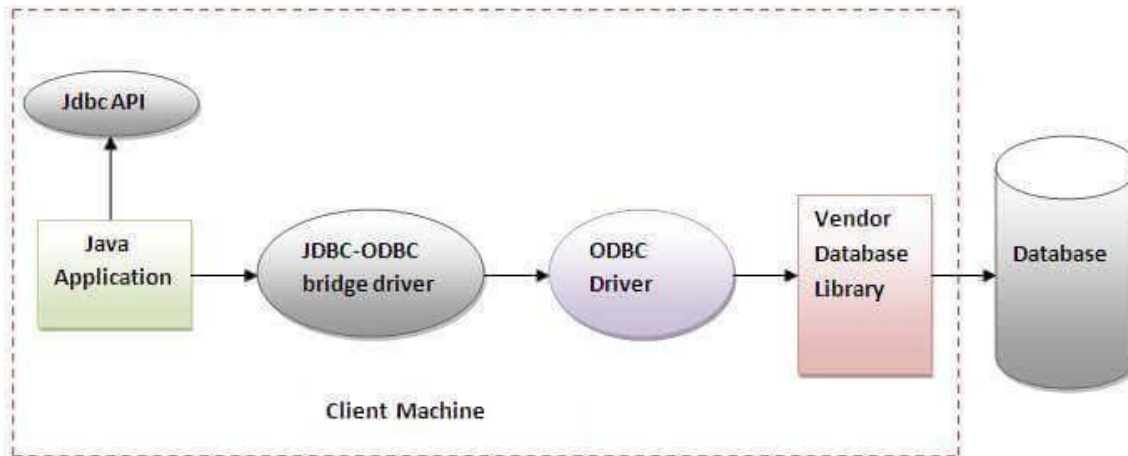 Jdbc API
Java
Application
JDBC-ODBC
bridge driver
ODBC
Driver
Vendor
Database
Library
Database
Client Machine